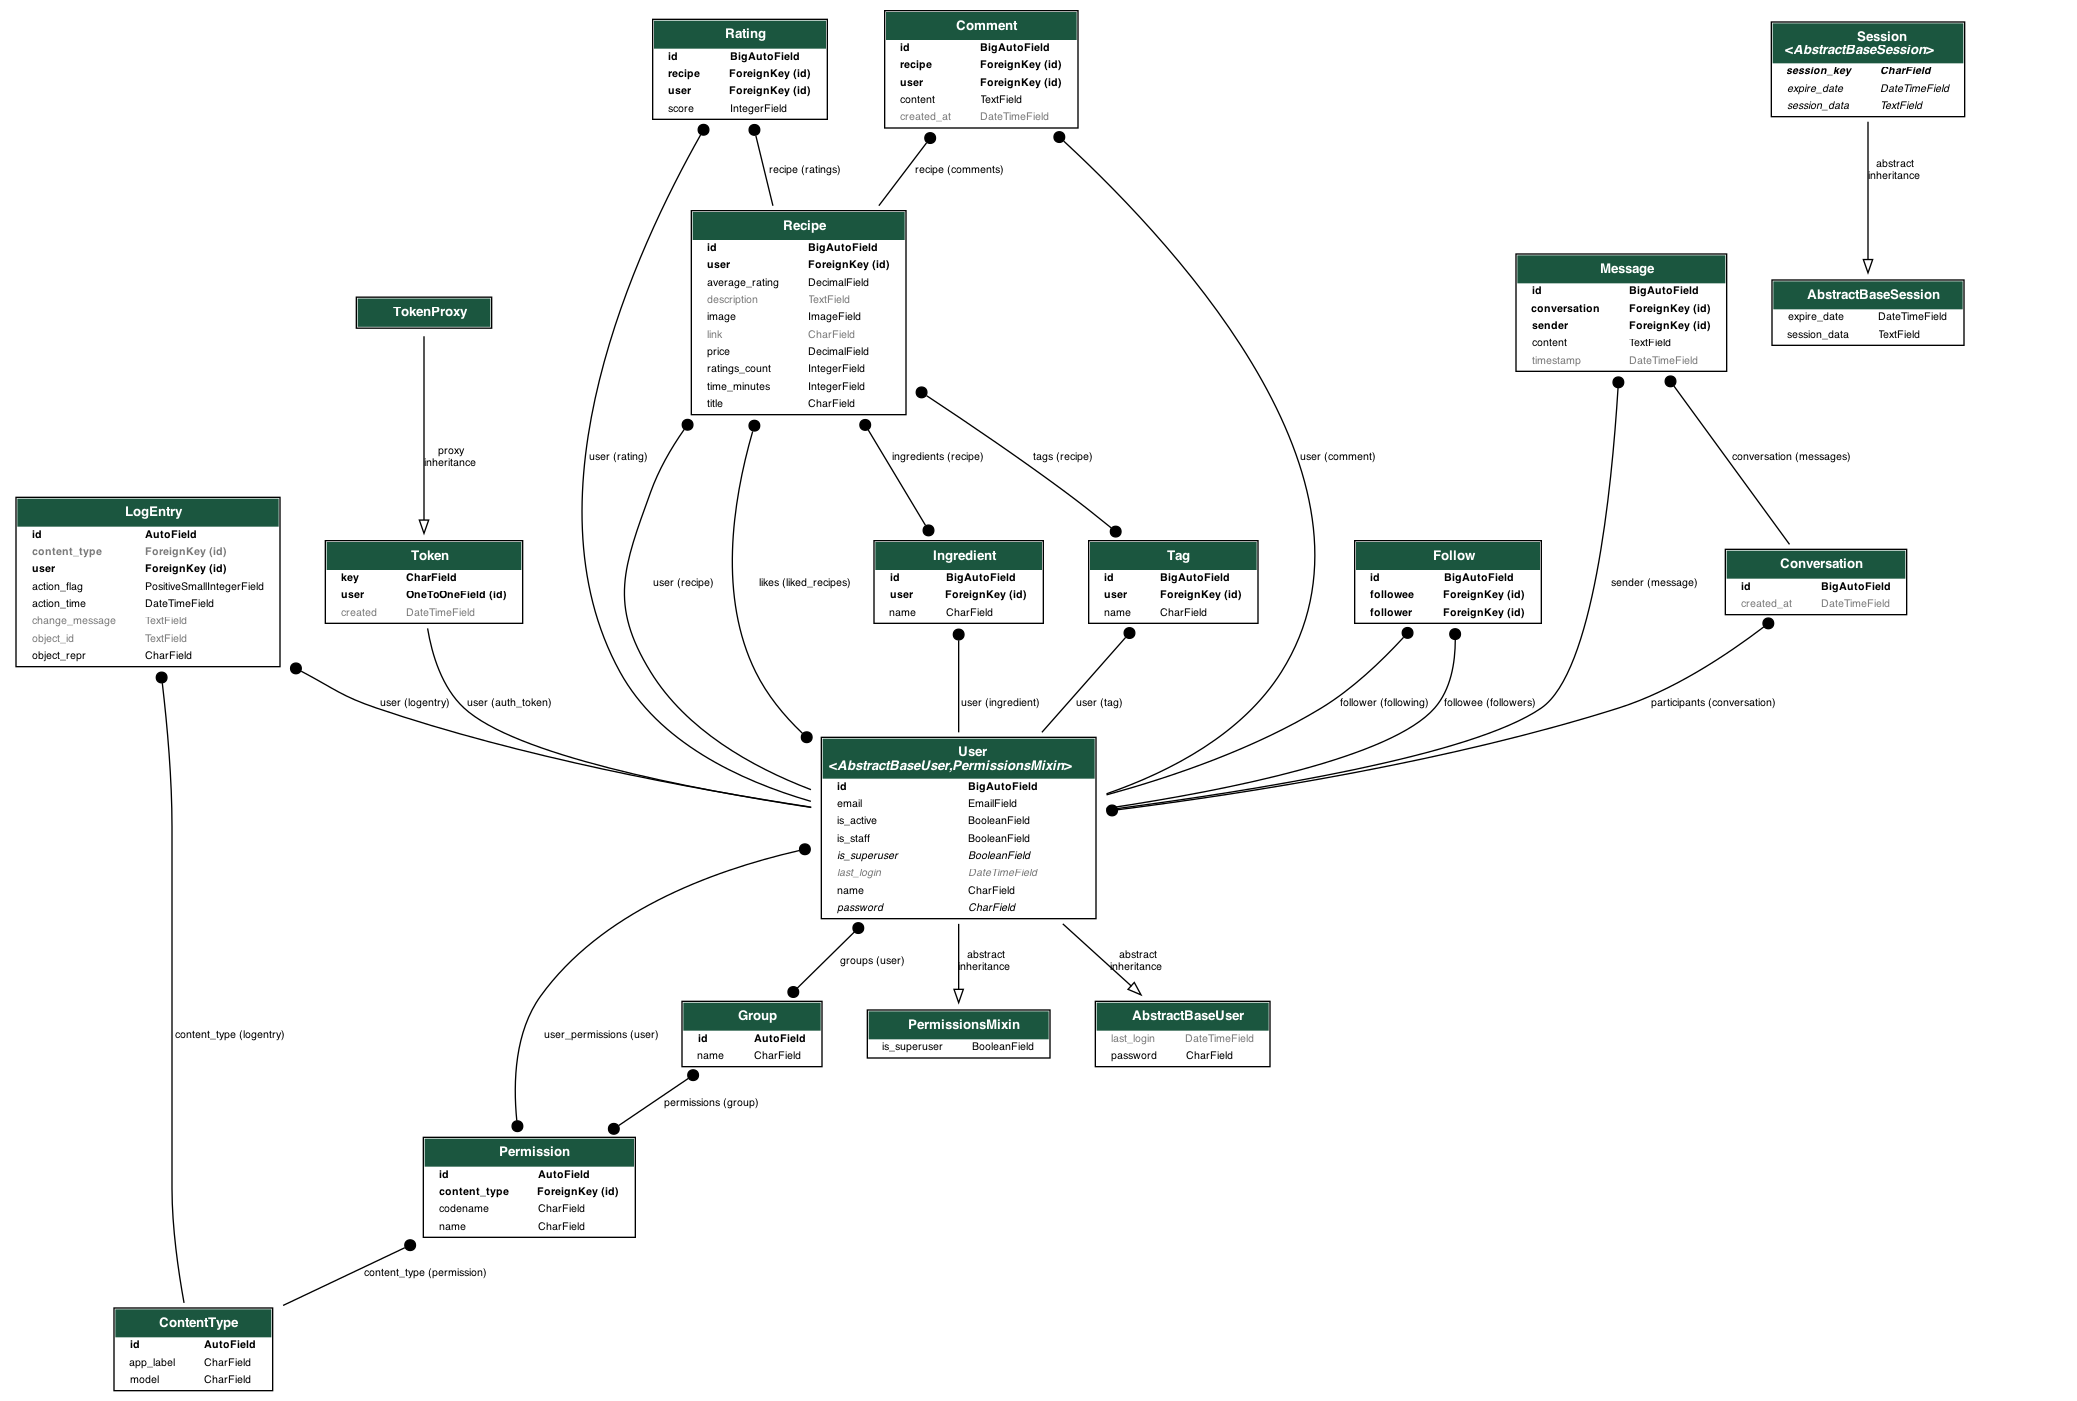 Rating
id BigAutoField
recipe ForeignKey (id)
user ForeignKey (id)
score IntegerField
Comment
id BigAutoField
recipe ForeignKey (id)
user ForeignKey (id)
content TextField
created_at DateTimeField
Session
<AbstractBaseSession>
session_key CharField
expire_date DateTimeField
session_data TextField
recipe (ratings)
recipe (comments)
abstract
inheritance
Recipe
id BigAutoField
user ForeignKey (id)
average_rating DecimalField
description TextField
image ImageField
link CharField
price DecimalField
ratings_count IntegerField
time_minutes IntegerField
title CharField
Message
id BigAutoField
conversation ForeignKey (id)
sender ForeignKey (id)
content TextField
timestamp DateTimeField
AbstractBaseSession
expire_date DateTimeField
session_data TextField
TokenProxy
proxy
inheritance
user (rating)
ingredients (recipe)
tags (recipe)
user (comment)
conversation (messages)
LogEntry
id AutoField
content_type ForeignKey (id)
user ForeignKey (id)
action_flag PositiveSmallIntegerField
action_time DateTimeField
change_message TextField
object_id TextField
object_repr CharField
Token
key CharField
user OneToOneField (id)
created DateTimeField
user (recipe)
likes (liked_recipes)
Ingredient
id BigAutoField
user ForeignKey (id)
name CharField
Tag
id BigAutoField
user ForeignKey (id)
name CharField
Follow
id BigAutoField
followee ForeignKey (id)
follower ForeignKey (id)
sender (message)
Conversation
id BigAutoField
created_at DateTimeField
user (logentry)
user (auth_token)
user (ingredient)
user (tag)
follower (following)
followee (followers)
participants (conversation)
User
<AbstractBaseUser,PermissionsMixin>
id BigAutoField
email EmailField
is_active BooleanField
is_staff BooleanField
is_superuser BooleanField
last_login DateTimeField
name CharField
password CharField
groups (user)
abstract
inheritance
abstract
inheritance
content_type (logentry)
user_permissions (user)
Group
id AutoField
name CharField
PermissionsMixin
is_superuser BooleanField
AbstractBaseUser
last_login DateTimeField
password CharField
permissions (group)
Permission
id AutoField
content_type ForeignKey (id)
codename CharField
name CharField
content_type (permission)
ContentType
id AutoField
app_label CharField
model CharField